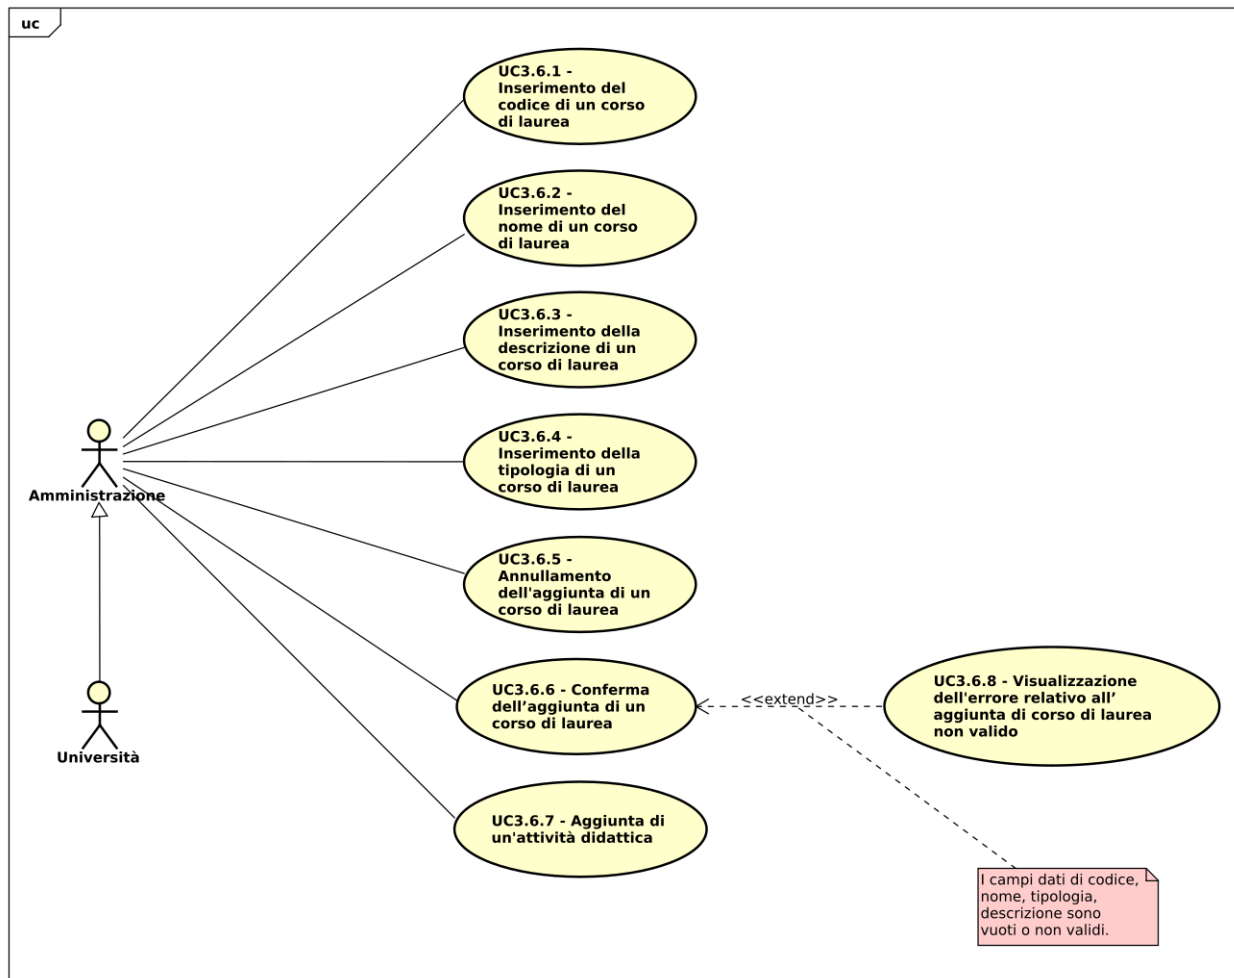 uc
UC3.6.1 -
Inserimento del
codice di un corso
di laurea
UC3.6.2 -
Inserimento del
nome di un corso
di laurea
UC3.6.3 -
Inserimento della
descrizione di un
corso di laurea
UC3.6.4 -
Inserimento della
tipologia di un
corso di laurea
Amministrazione
UC3.6.5 -
Annullamento
dell'aggiunta di un
corso di laurea
UC3.6.6 - Conferma
dell’aggiunta di un
corso di laurea
<<extend>>
UC3.6.8 - Visualizzazione
dell'errore relativo all’
aggiunta di corso di laurea
non valido
Università
UC3.6.7 - Aggiunta di
un'attività didattica
I campi dati di codice,
nome, tipologia,
descrizione sono
vuoti o non validi.